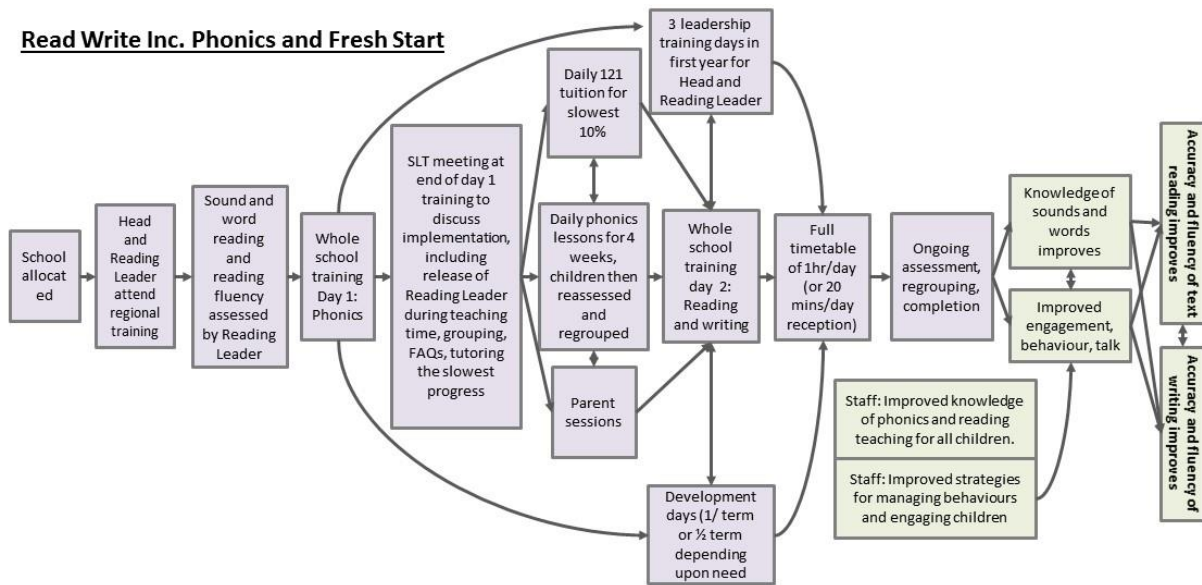 Read Write Inc. Phonics and Fresh Start
School
allocat
ed
Head
and
Reading
Leader
attend
regional
training
Sound and
word
reading
and
reading
fluency
assessed
by Reading
Leader
Whole
school
training
Day 1:
Phonics
SLT meeting at
end of day 1
training to
discuss
implementation,
including
release of
Reading Leader
during teaching
time, grouping,
FAQs, tutoring
the slowest
progress
Daily 121
tuition for
slowest
10%
Daily phonics
lessons for 4
weeks,
children then
reassessed
and
regrouped
Parent
sessions
3 leadership
training days in
first year for
Head and
Reading Leader
Whole
school
training
day 2:
Reading
and
writing
Development
days (1/ term
or ½ term
depending
upon need
Full
timetable
of 1hr/day
(or 20
mins/day
reception)
Ongoing
assessment,
regrouping,
completion
Knowledge of
sounds and
words
improves
Improved
engagement,
behaviour, talk
Staff: Improved knowledge
of phonics and reading
teaching for all children.
Staff: Improved strategies
for managing behaviours
and engaging children
Accuracy and fluency of text
reading improves
Accuracy and fluency of
writing improves